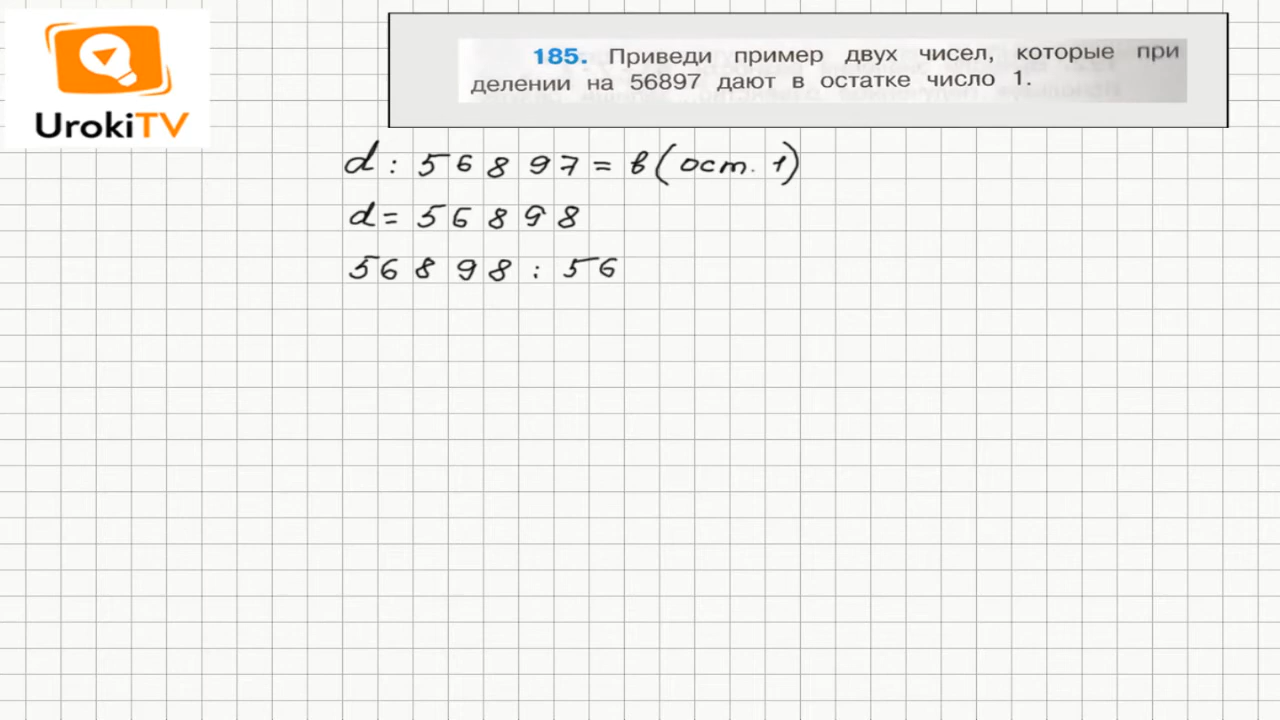 UrokiTV
185. Приведи пример двух чисел, которые при
делении на 56897 дают в остатке число 1.
d : 56897 = в (ост. 1)
d = 56898
56898 : 56